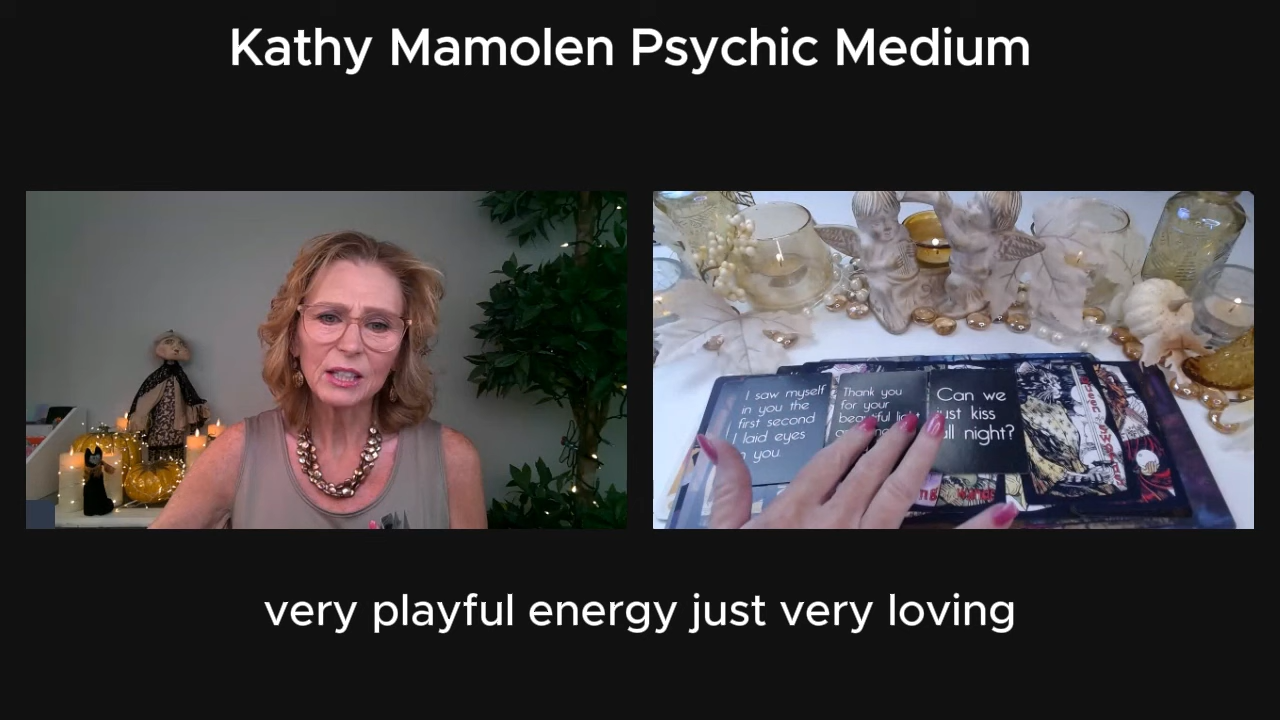 Kathy Mamolen Psychic Medium
I saw myself
in you the
first second
I laid eyes
you.
Thank you
for your
Can we
just kiss
all night?
very playful energy just very loving